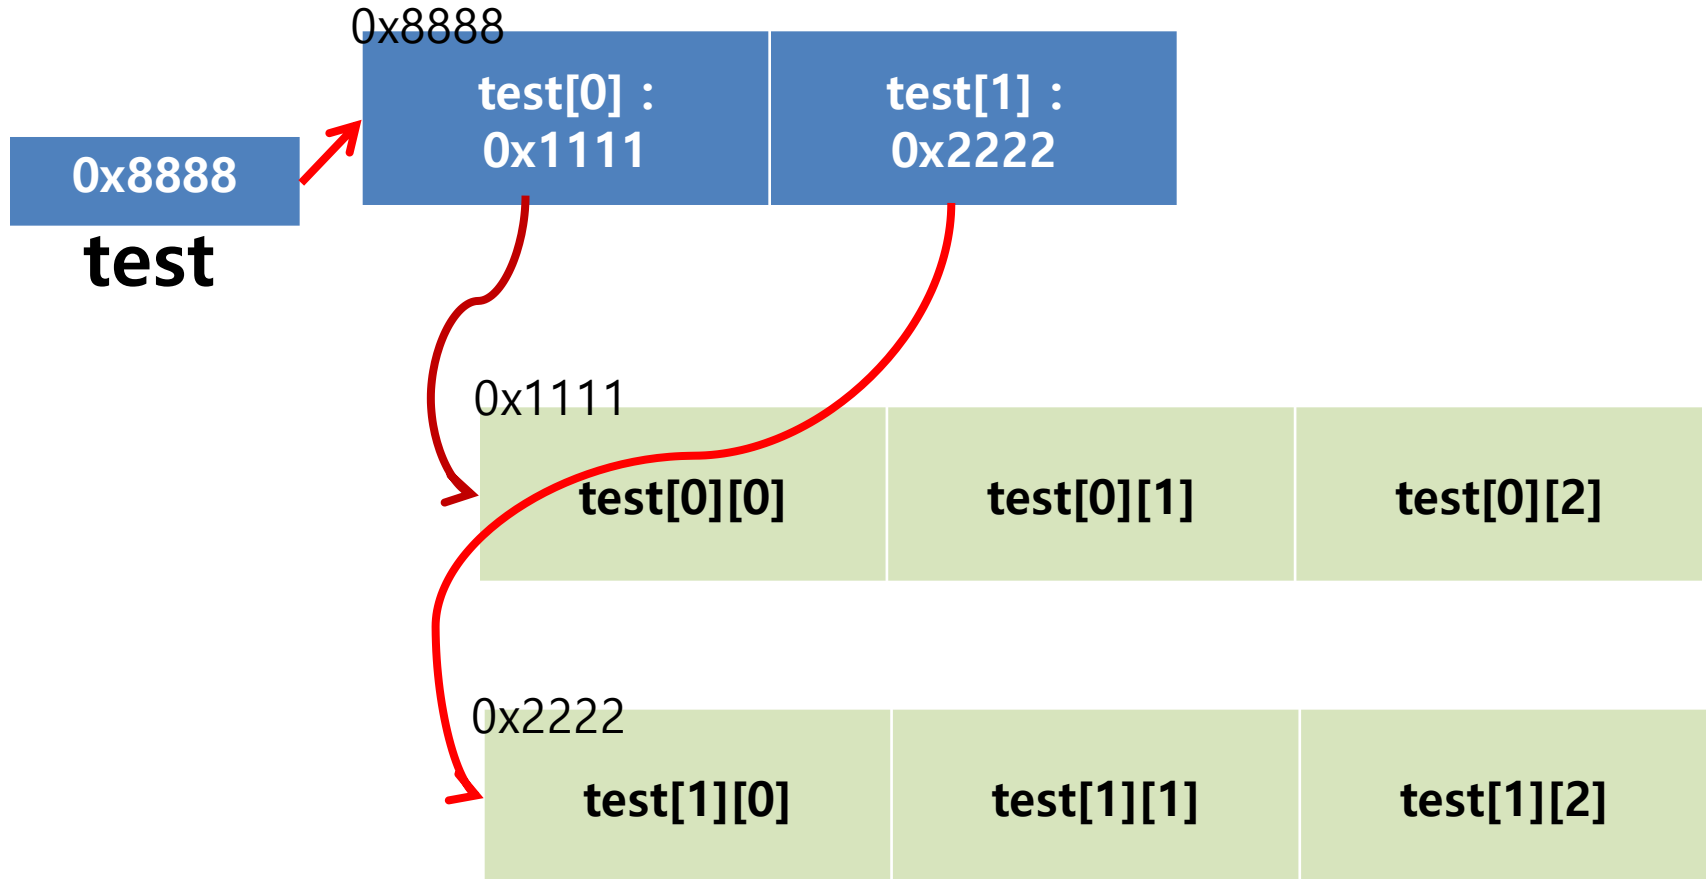 0x8888
test[0] :
0x1111
test[1] :
0x2222
0x8888
test
0x1111
test[0][0]
test[0][1]
test[0][2]
0x2222
test[1][0]
test[1][1]
test[1][2]